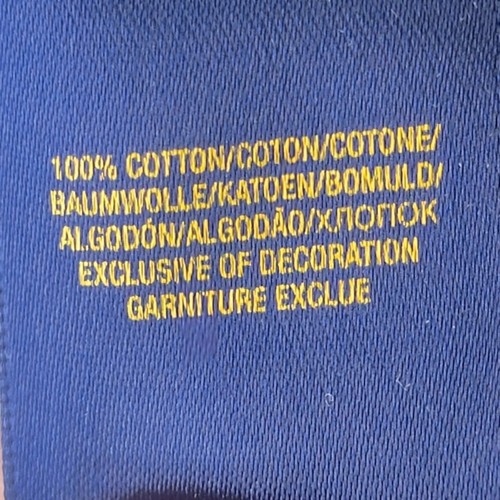 100% COTTON/COTON/COTONE/
BAUMWOLLE/KATOEN/BOMULD/
ALGODÓN/ALGODÃO/ХЛОПОК
EXCLUSIVE OF DECORATION
GARNITURE EXCLUE